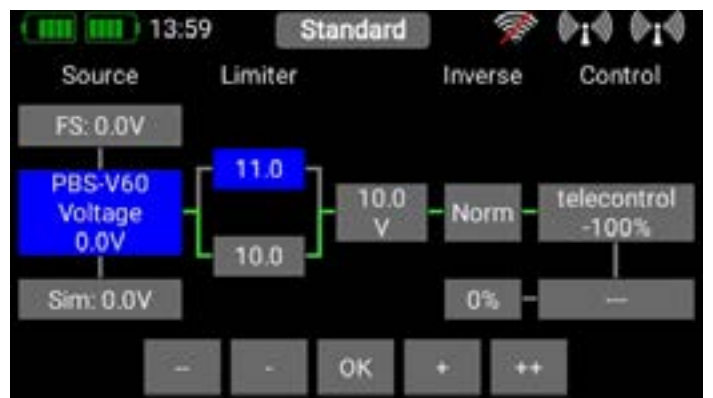 13:59 Standard
Source Limiter Inverse Control
FS: 0.0V
PBS-V60
Voltage
0.0V
11.0
10.0
10.0
V
Norm
telecontrol
-100%
Sim: 0.0V
0%
---
--
-
OK
+
++